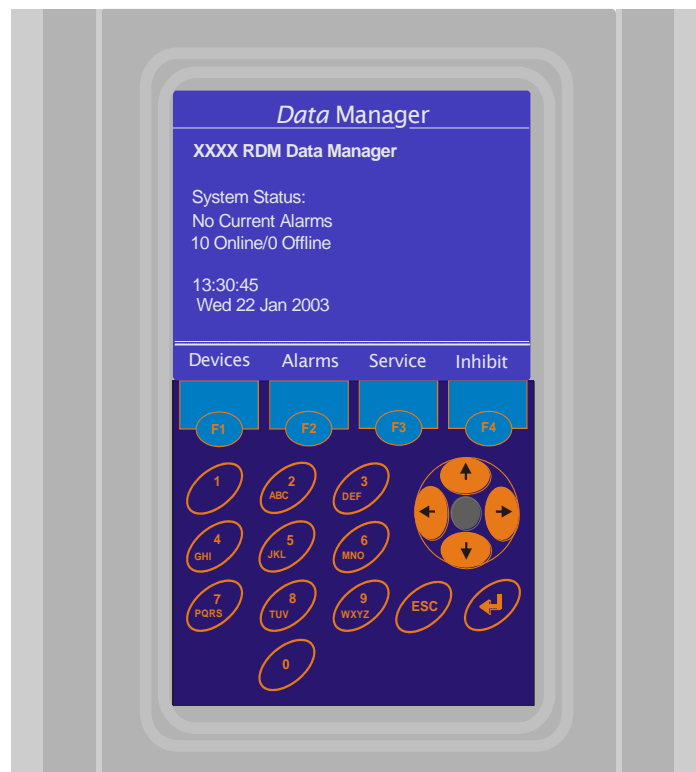 Data Manager
XXXX RDM Data Manager
System Status:
No Current Alarms
10 Online/0 Offline
13:30:45
Wed 22 Jan 2003
Devices Alarms Service Inhibit
F1 F2 F3 F4
1 2 3
ABC DEF
4 5 6
GHI JKL MNO
7 8 9 ESC
PQRS TUV WXYZ
0